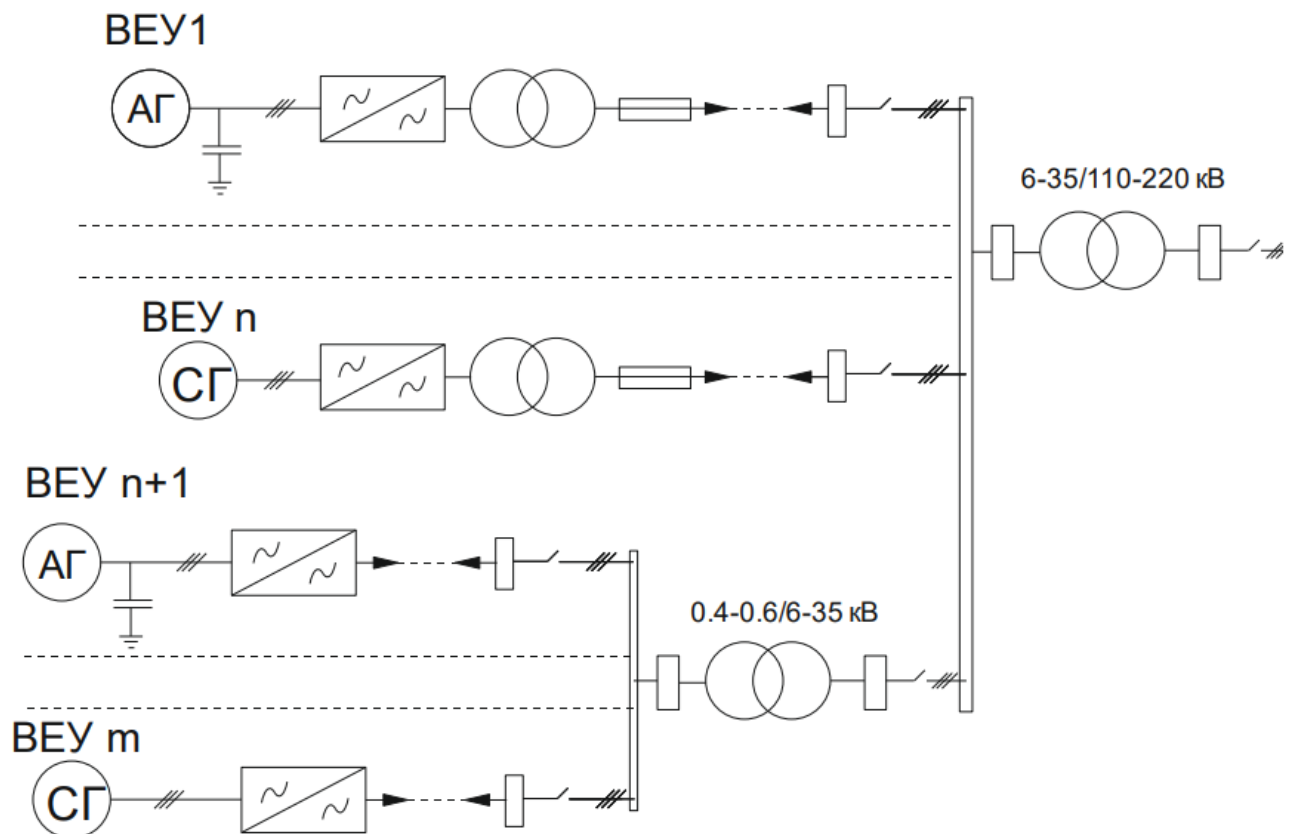 ВЕУ1
АГ
6-35/110-220 кВ
ВЕУ n
СГ
ВЕУ n+1
АГ
0.4-0.6/6-35 кВ
ВЕУ m
СГ